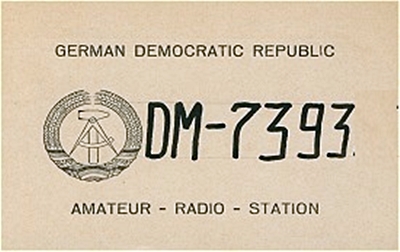 GERMAN DEMOCRATIC REPUBLIC
DM-7393
AMATEUR - RADIO - STATION